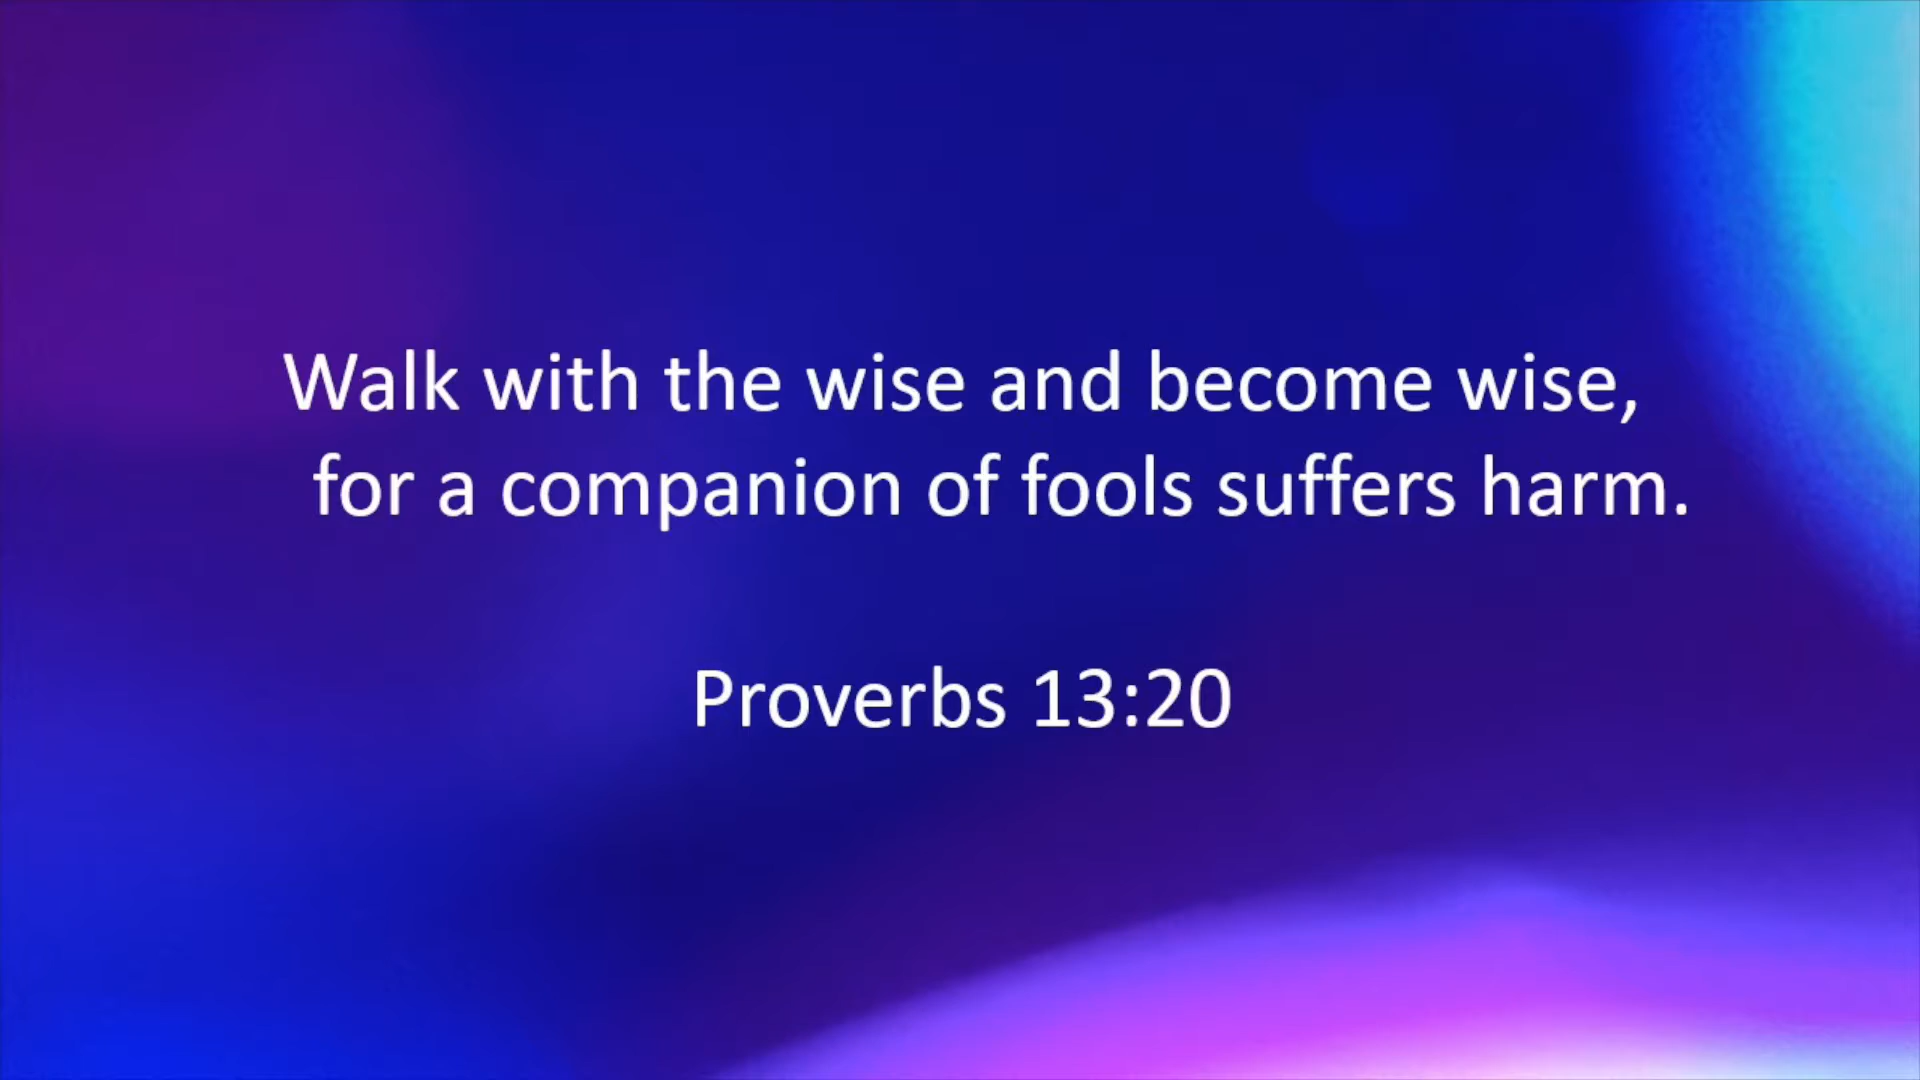 Walk with the wise and become wise,
for a companion of fools suffers harm.
Proverbs 13:20